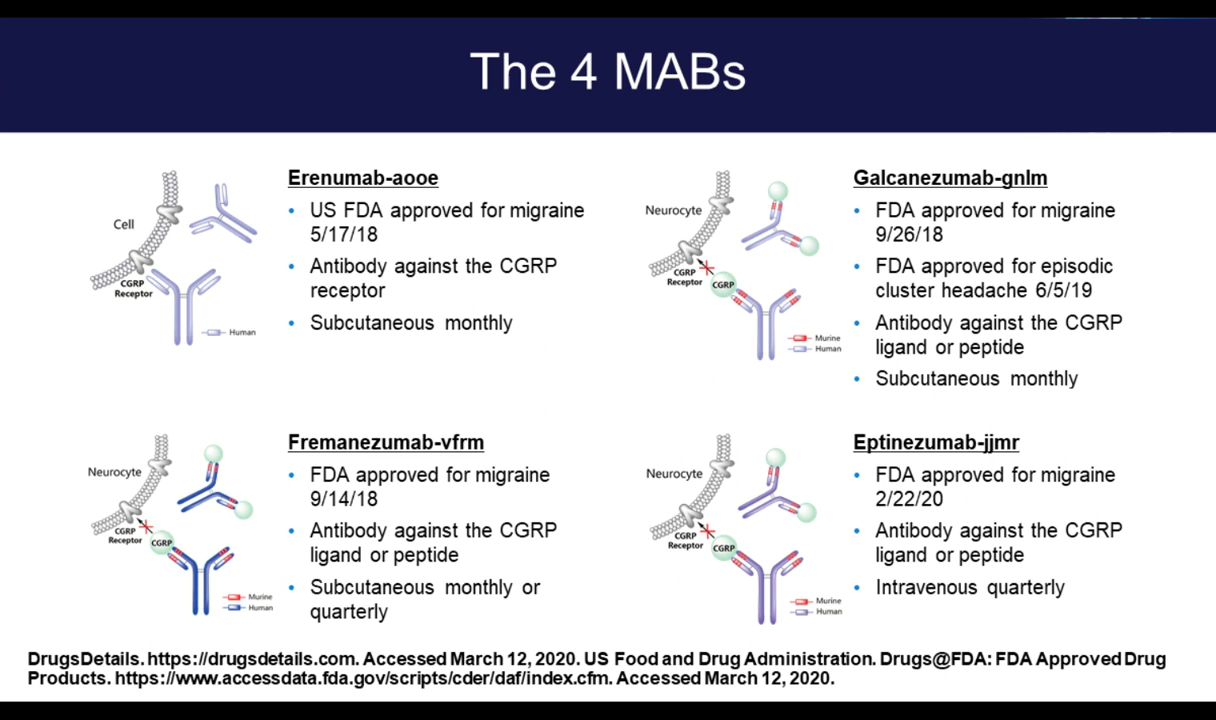 The 4 MABs
Erenumab-aooe
• US FDA approved for migraine
5/17/18
• Antibody against the CGRP
receptor
• Subcutaneous monthly
Cell
CGRP
Receptor
Human
Galcanezumab-gnlm
• FDA approved for migraine
9/26/18
• FDA approved for episodic
cluster headache 6/5/19
• Antibody against the CGRP
ligand or peptide
• Subcutaneous monthly
Neurocyte
CGRP
Receptor
CGRP
Murine
Human
Fremanezumab-vfrm
• FDA approved for migraine
9/14/18
• Antibody against the CGRP
ligand or peptide
• Subcutaneous monthly or
quarterly
Neurocyte
CGRP
Receptor
CGRP
Murine
Human
Eptinezumab-jjmr
• FDA approved for migraine
2/22/20
• Antibody against the CGRP
ligand or peptide
• Intravenous quarterly
Neurocyte
CGRP
Receptor
CGRP
Murine
Human
DrugsDetails. https://drugsdetails.com. Accessed March 12, 2020. US Food and Drug Administration. Drugs@FDA: FDA Approved Drug
Products. https://www.accessdata.fda.gov/scripts/cder/daf/index.cfm. Accessed March 12, 2020.